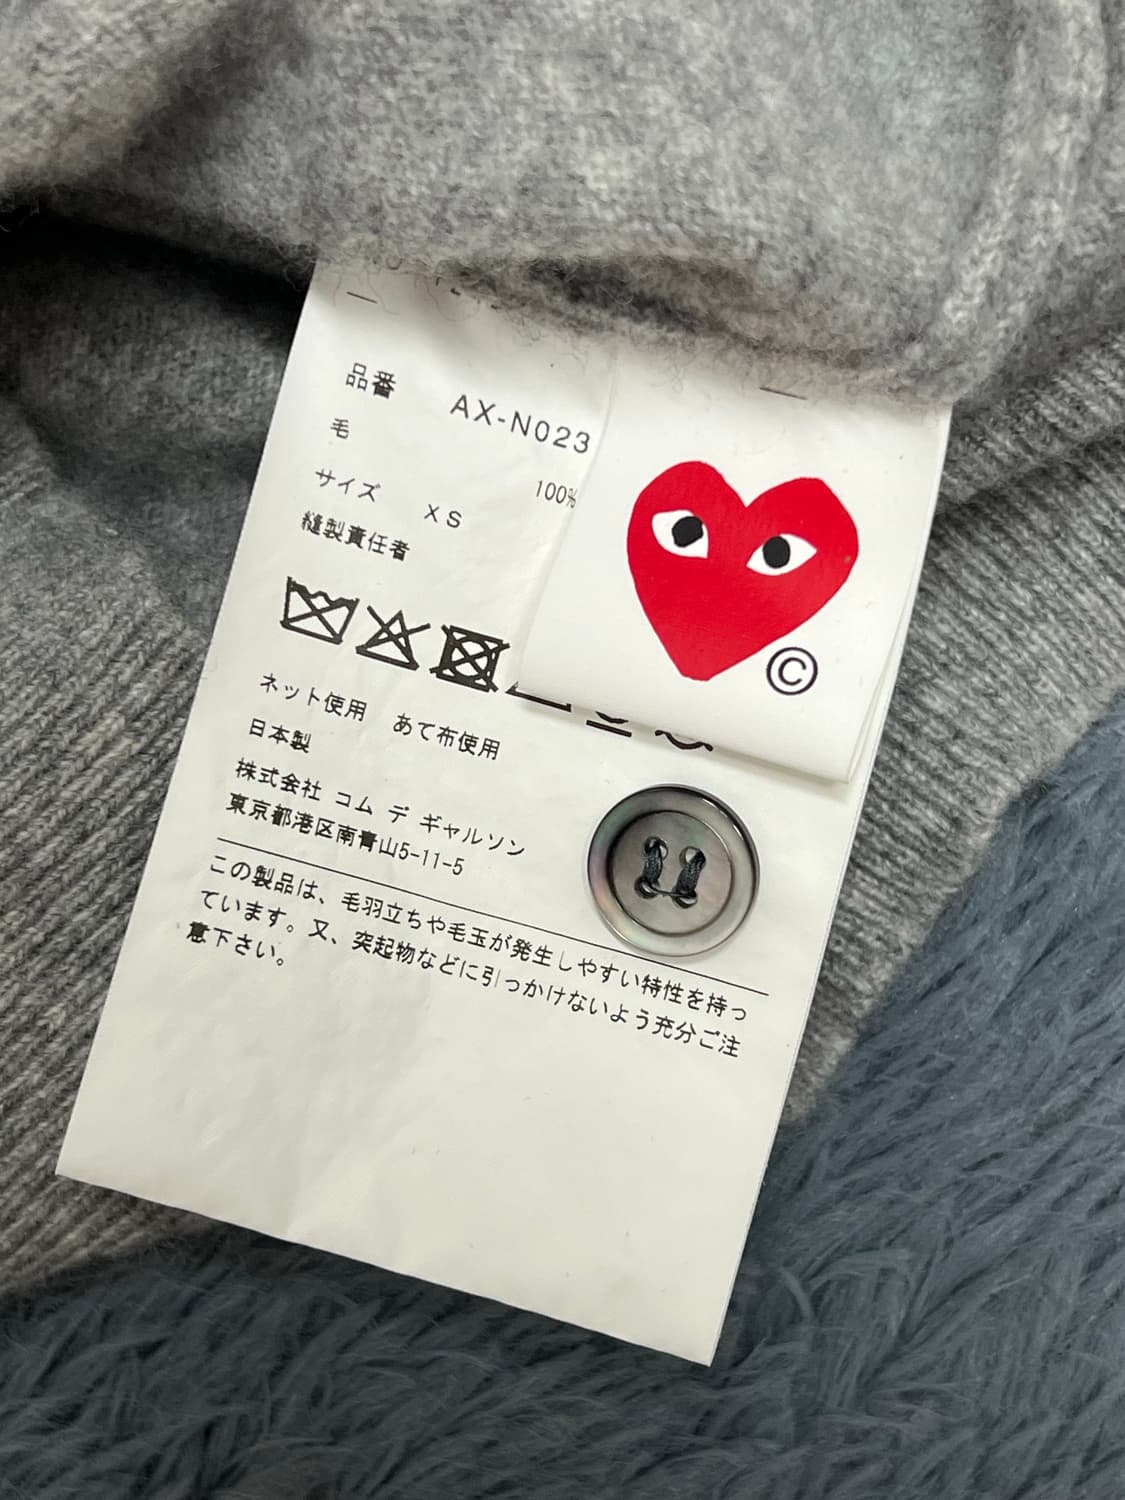 品番 AX-N023
毛 100%
サイズ XS
縫製責任者
ネット使用 あて布使用
日本製
株式会社 コム デ ギャルソン
東京都港区南青山5-11-5
この製品は、毛羽立ちや毛玉が発生しやすい特性を持っ
ています。又、突起物などに引っかけないよう充分ご注
意下さい。
©